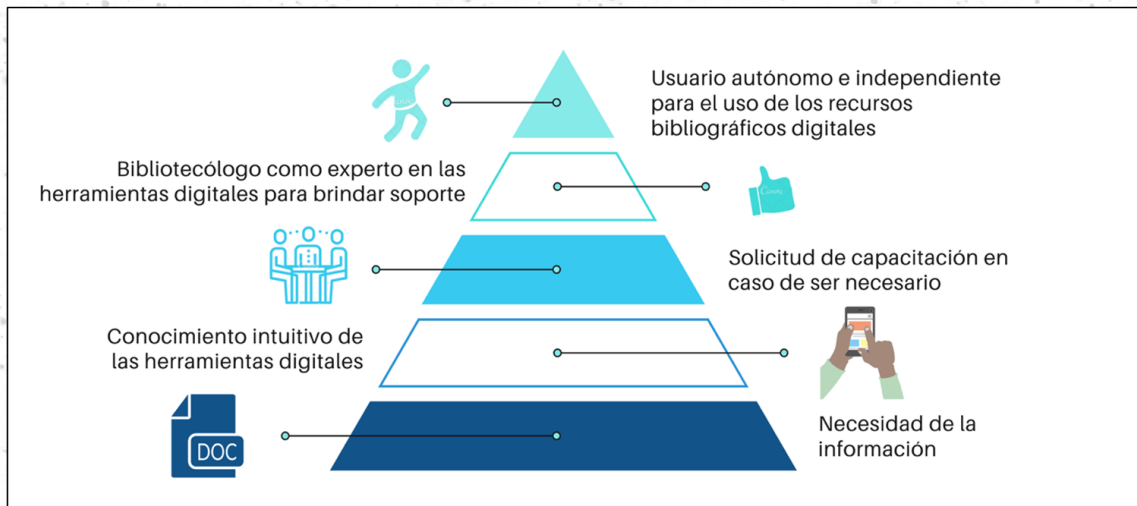 Usuario autónomo e independiente
para el uso de los recursos
bibliográficos digitales
Bibliotecólogo como experto en las
herramientas digitales para brindar soporte
Solicitud de capacitación en
caso de ser necesario
Conocimiento intuitivo de
las herramientas digitales
DOC
Necesidad de la
información